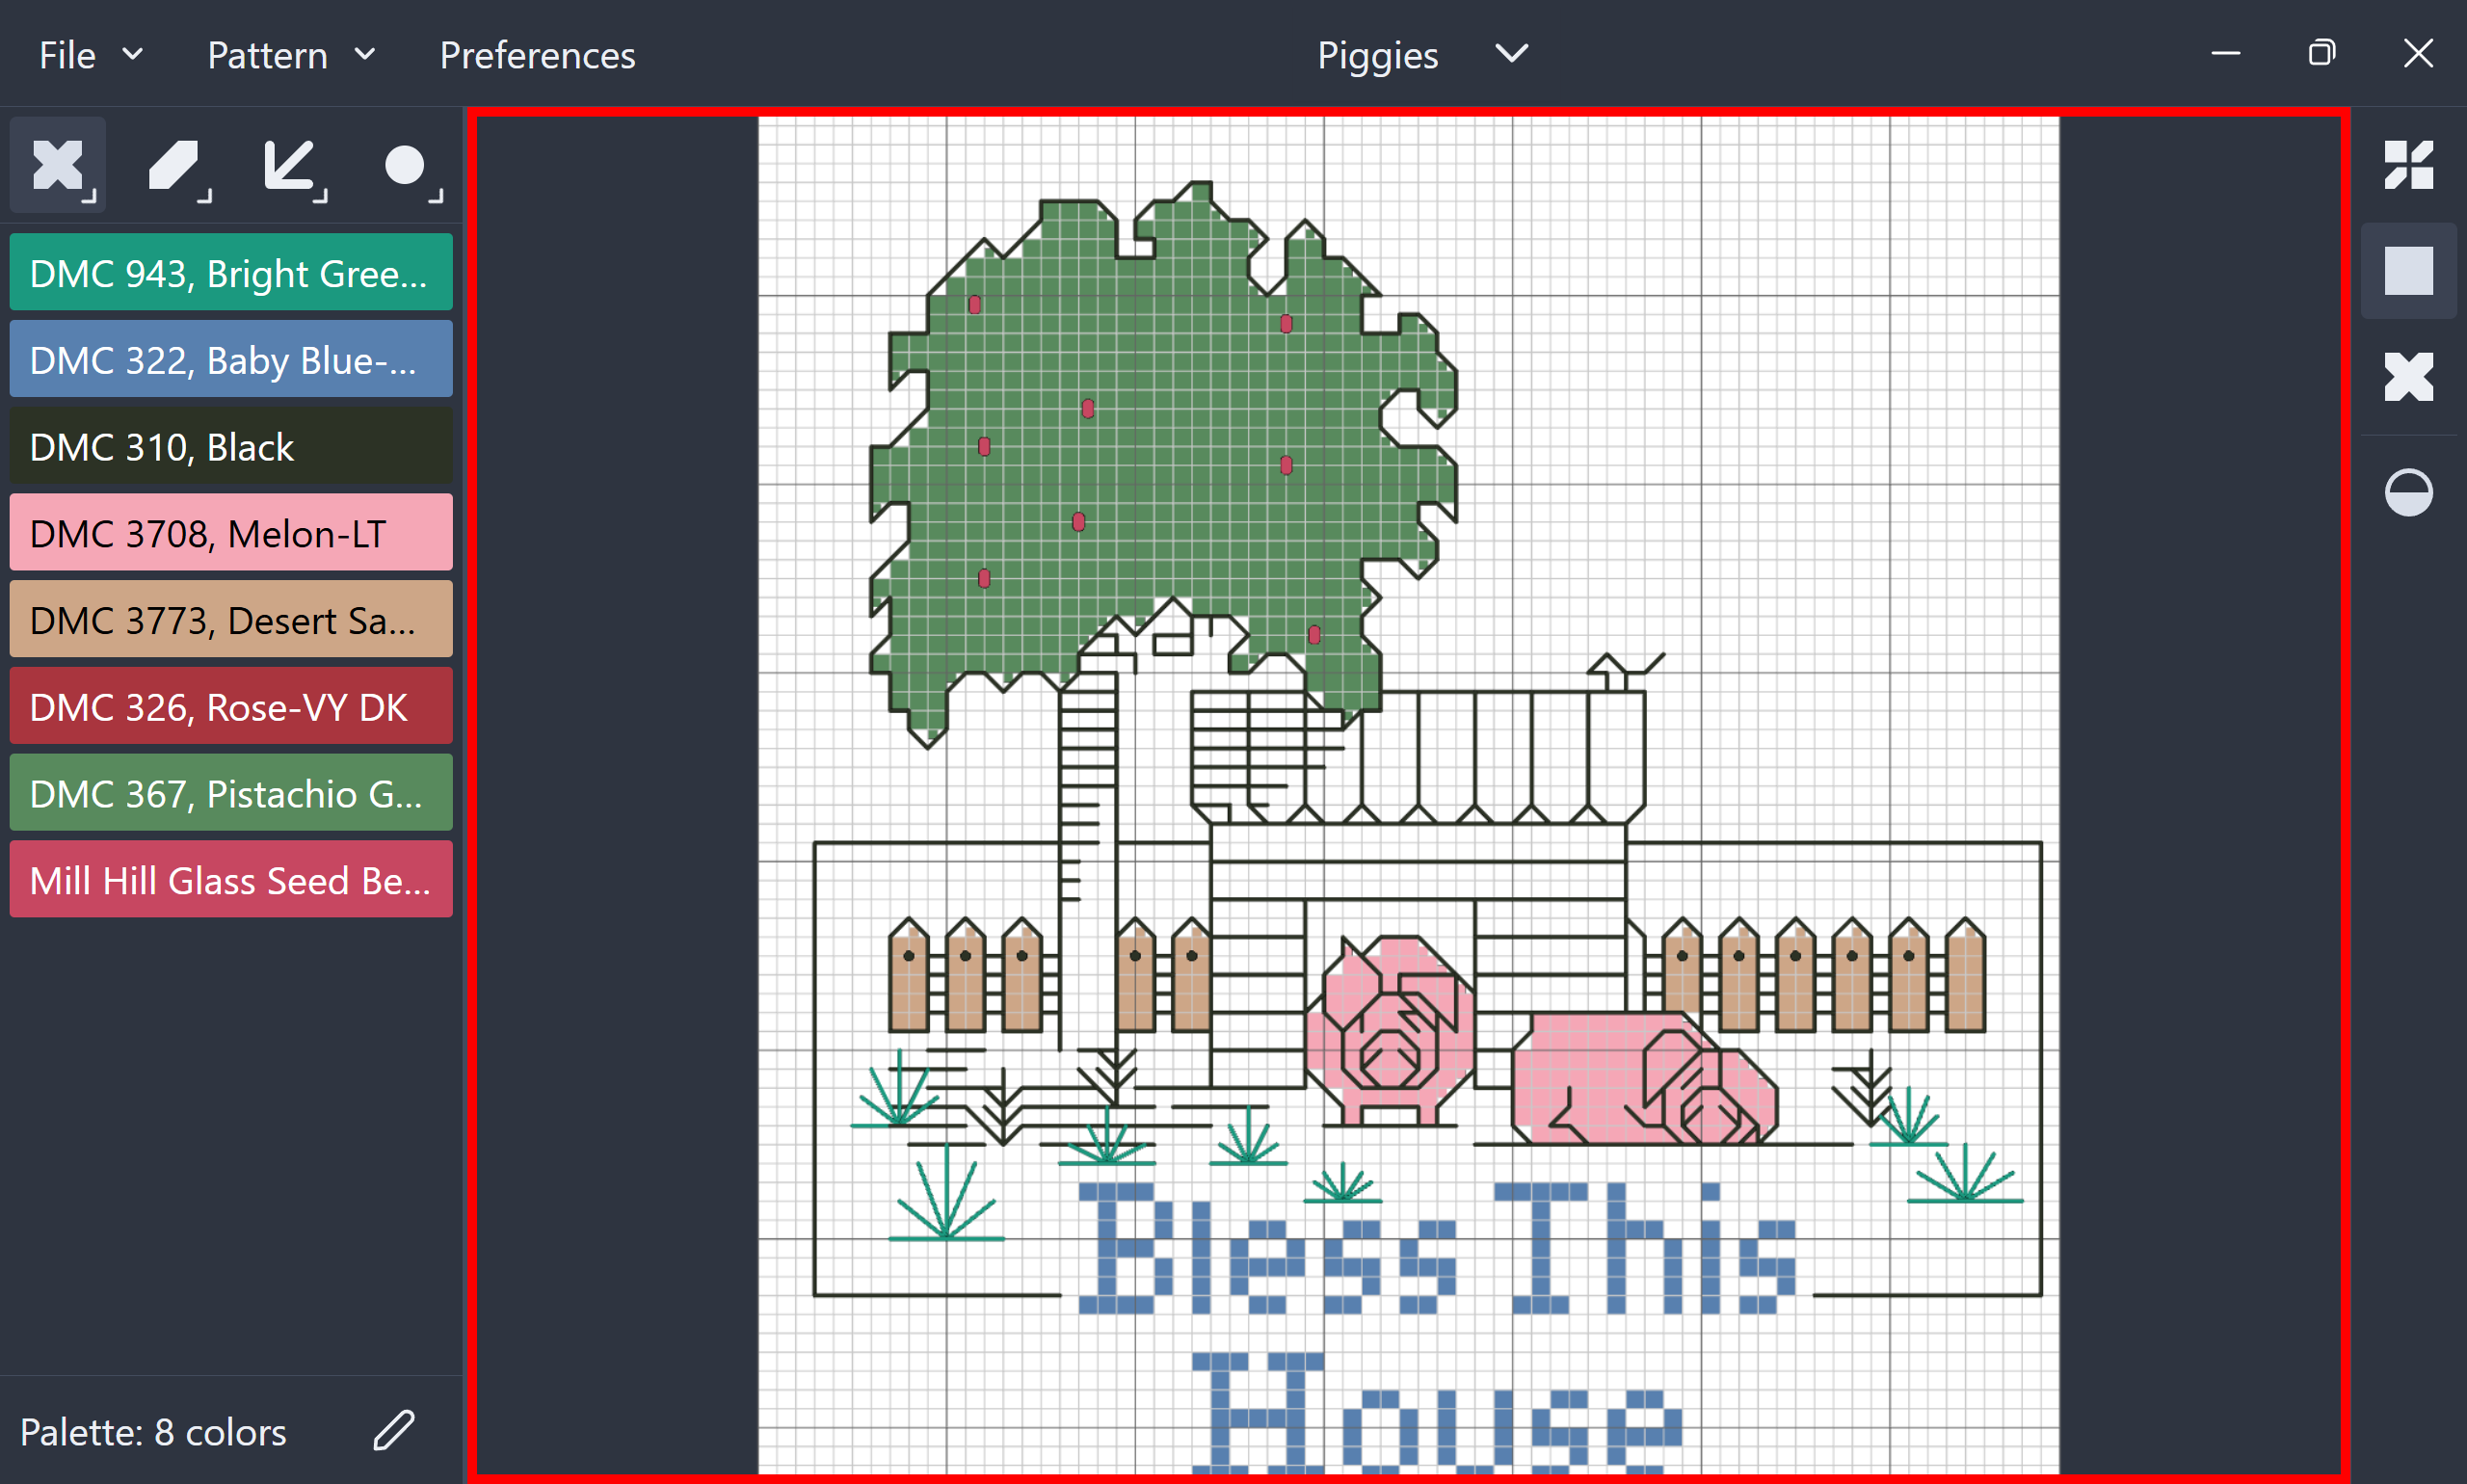 File Pattern Preferences Piggies
DMC 943, Bright Gree...
DMC 322, Baby Blue-...
DMC 310, Black
DMC 3708, Melon-LT
DMC 3773, Desert Sa...
DMC 326, Rose-VY DK
DMC 367, Pistachio G...
Mill Hill Glass Seed Be...
Palette: 8 colors
Bless This
House